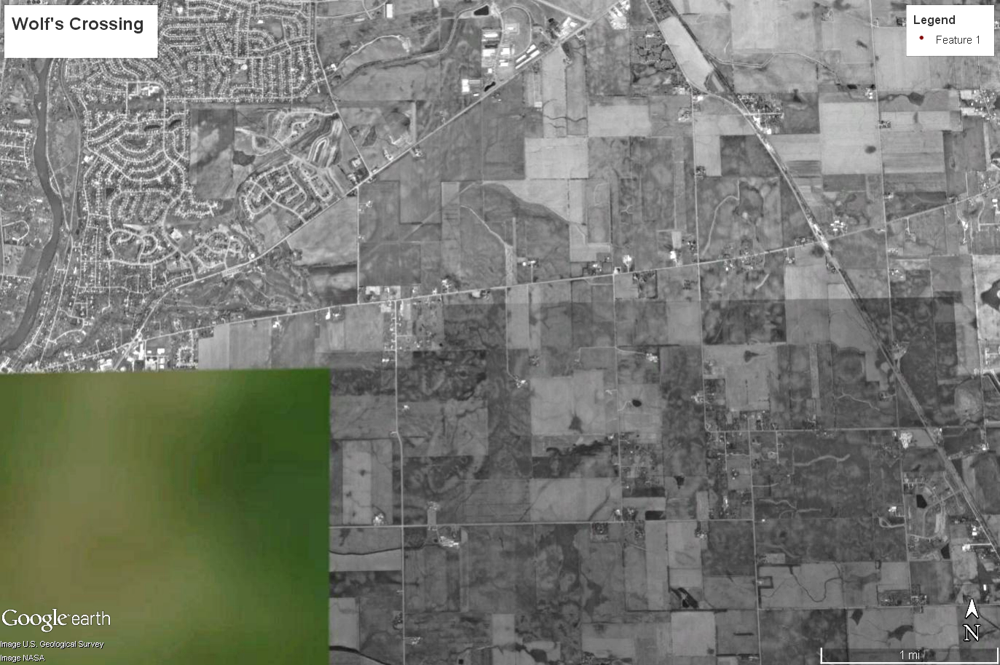 Wolf's Crossing
Legend
Feature 1
Google earth
Image U.S. Geological Survey
Image NASA
N
1 mi